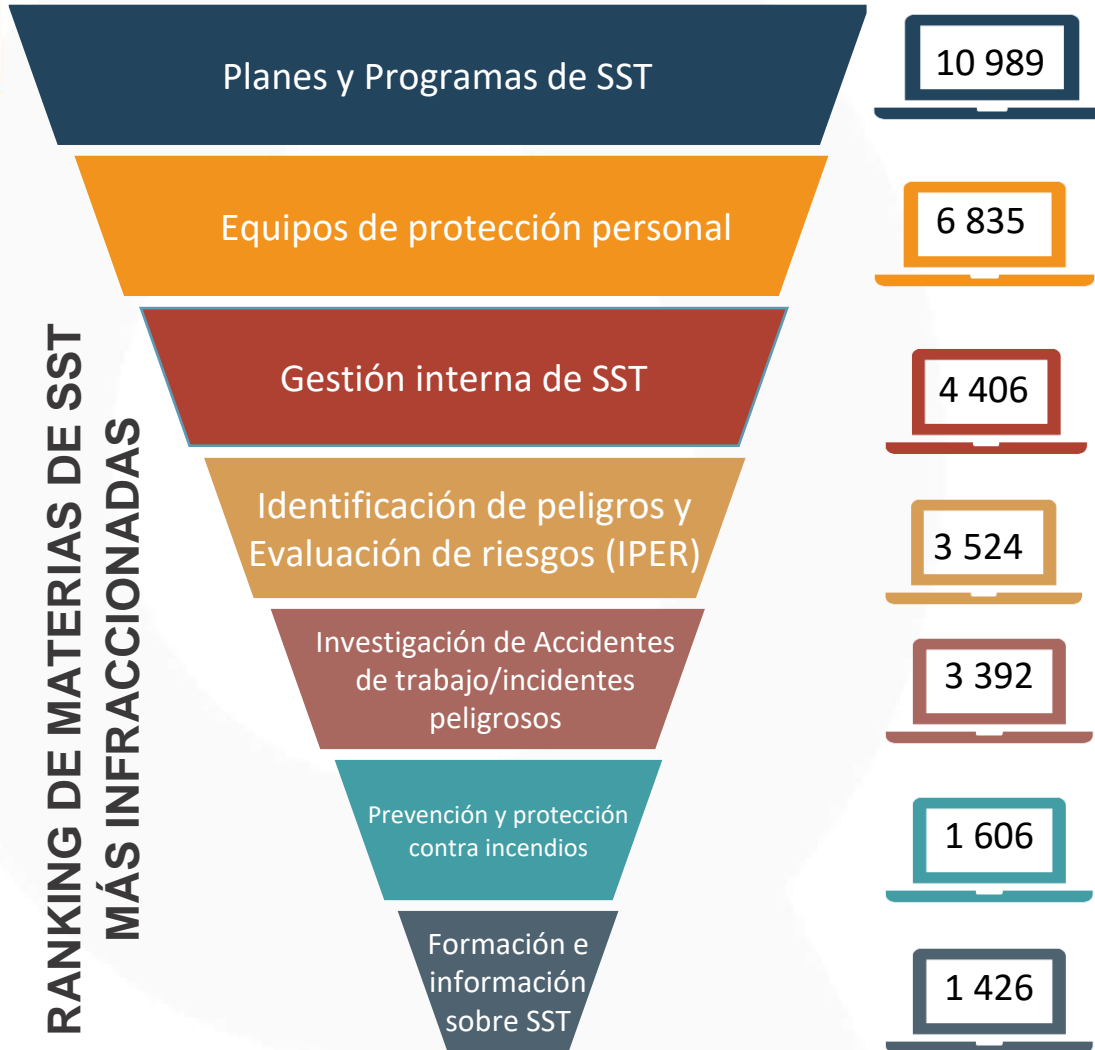 RANKING DE MATERIAS DE SST
MÁS INFRACCIONADAS
Planes y Programas de SST
10 989
Equipos de protección personal
6 835
Gestión interna de SST
4 406
Identificación de peligros y
Evaluación de riesgos (IPER)
3 524
Investigación de Accidentes
de trabajo/incidentes
peligrosos
3 392
Prevención y protección
contra incendios
1 606
Formación e
información
sobre SST
1 426